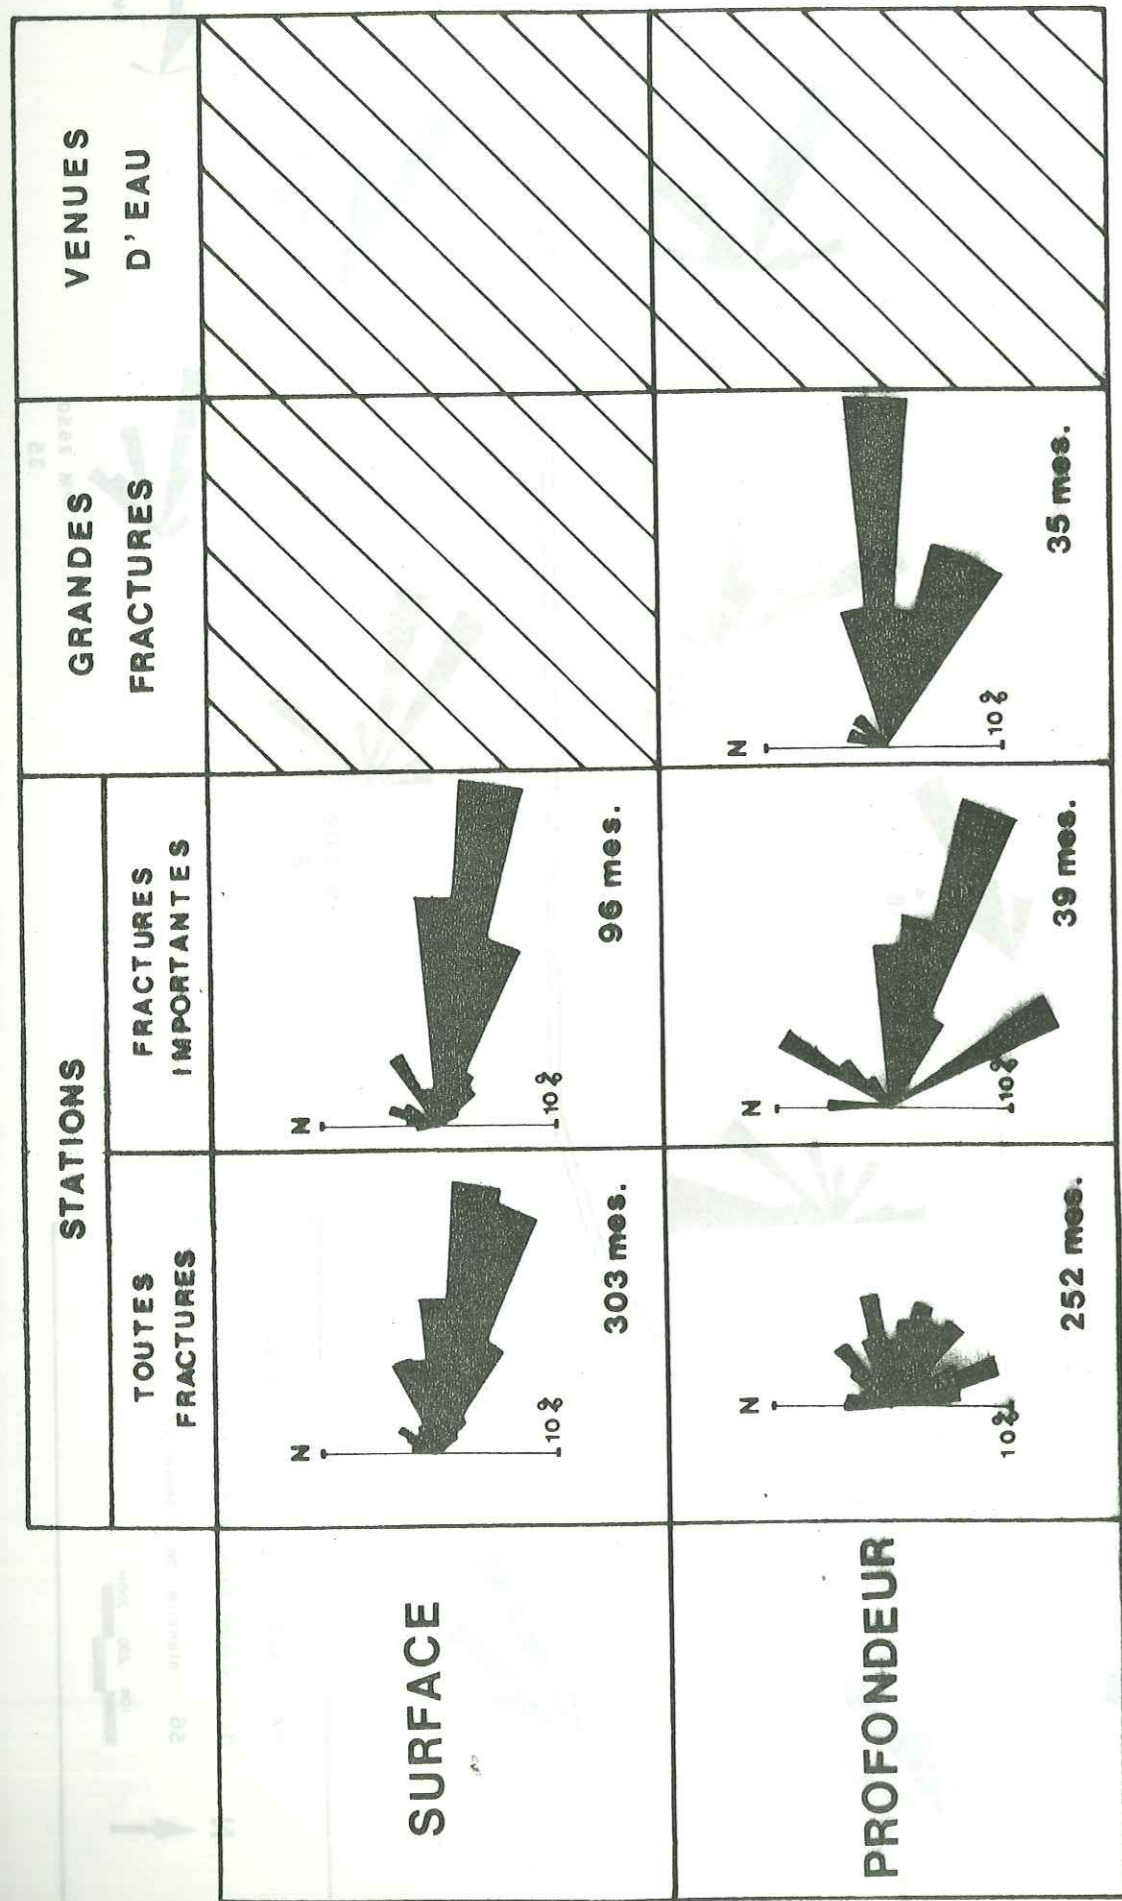 STATIONS
GRANDES
FRACTURES
VENUES
D'EAU
TOUTES
FRACTURES
FRACTURES
IMPORTANTES
SURFACE
N
10%
303 mes.
N
10%
96 mes.
PROFONDEUR
N
10%
252 mes.
N
10%
39 mes.
N
10%
35 mes.